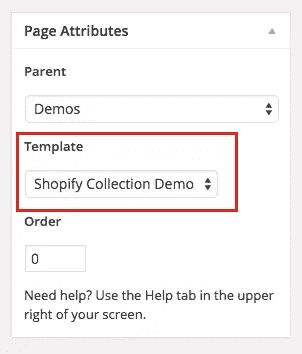 Page Attributes
Parent
Demos
Template
Shopify Collection Demo
Order
0
Need help? Use the Help tab in the upper
right of your screen.